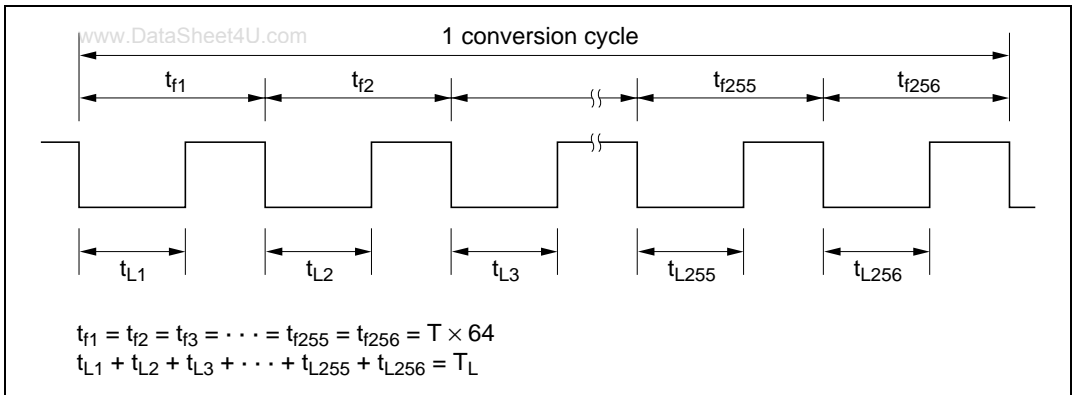 www.DataSheet4U.com
1 conversion cycle
tf1 tf2 tf255 tf256
tL1 tL2 tL3 tL255 tL256
tf1 = tf2 = tf3 = · · · = tf255 = tf256 = T × 64
tL1 + tL2 + tL3 + · · · + tL255 + tL256 = TL